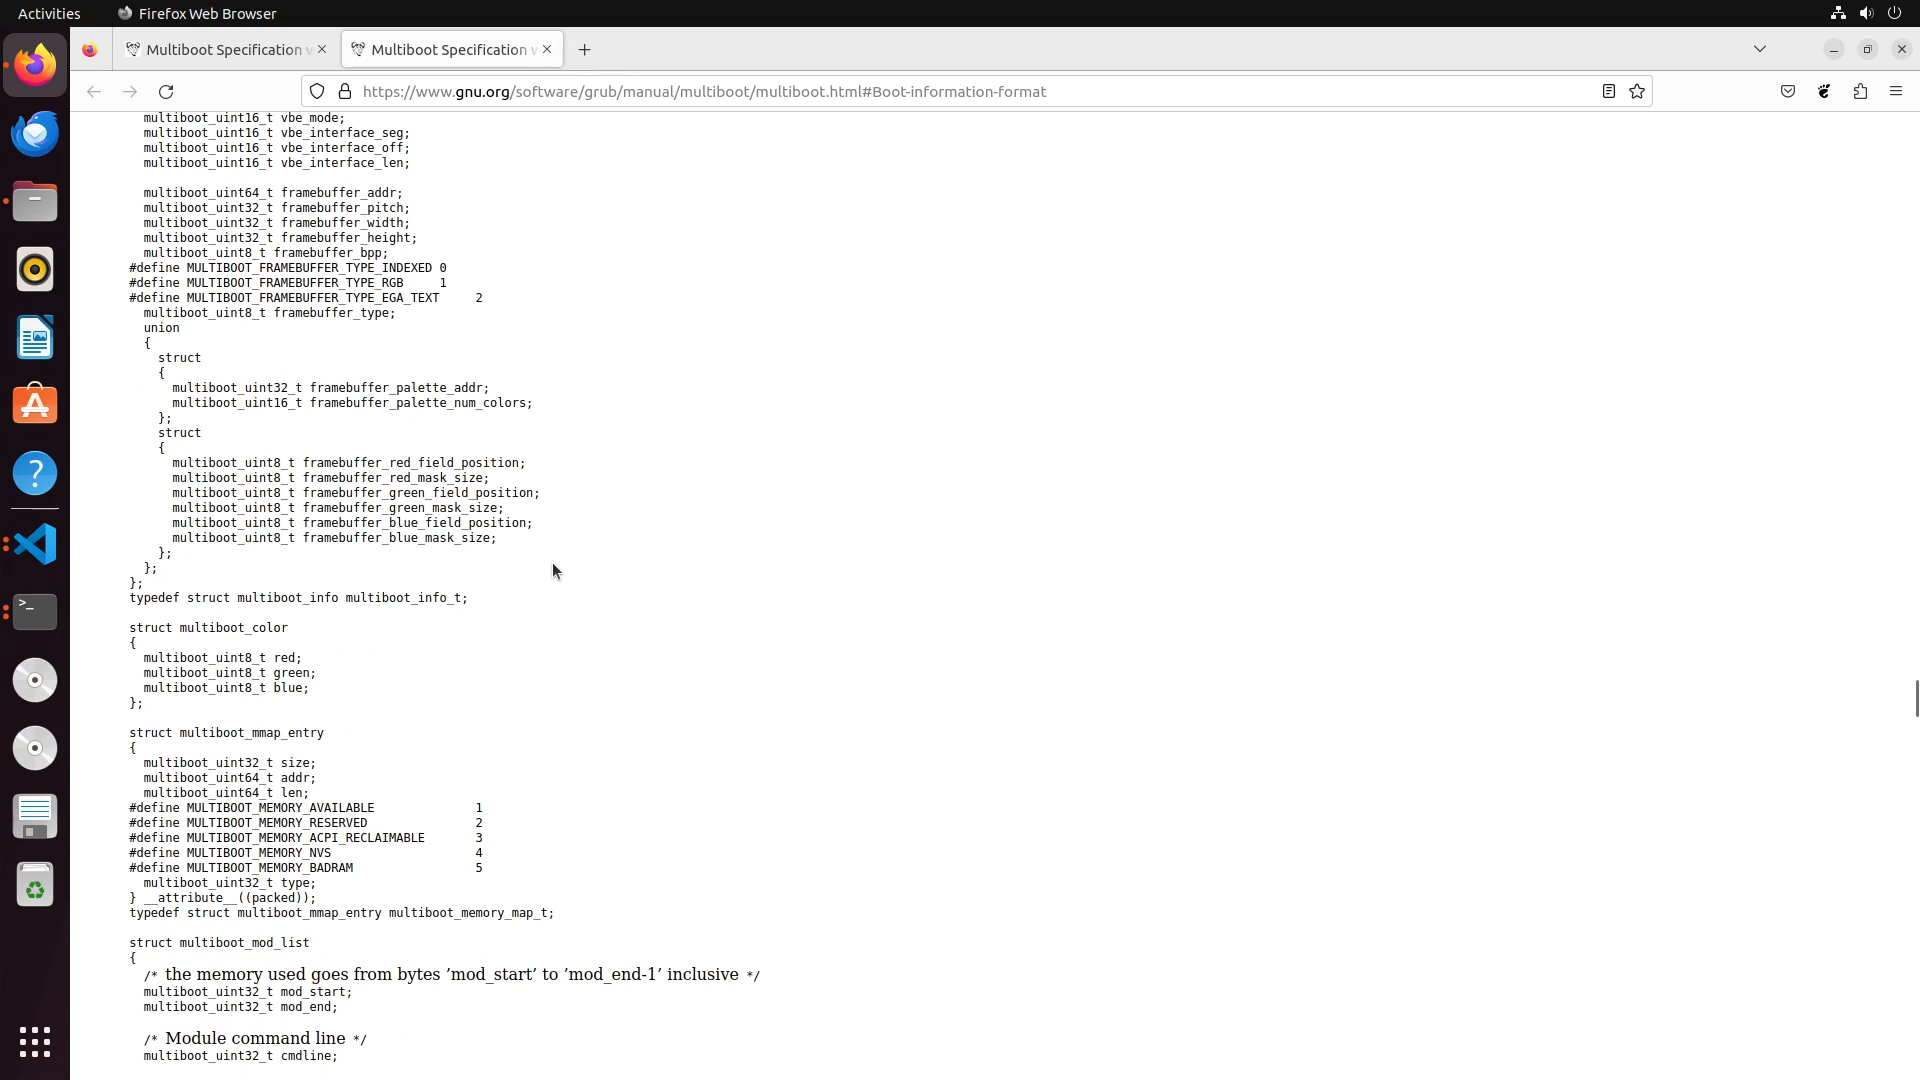 Activities
Firefox Web Browser
Multiboot Specification v
Multiboot Specification v
https://www.gnu.org/software/grub/manual/multiboot/multiboot.html#Boot-information-format
multiboot_uint16_t vbe_mode;
multiboot_uint16_t vbe_interface_seg;
multiboot_uint16_t vbe_interface_off;
multiboot_uint16_t vbe_interface_len;
multiboot_uint64_t framebuffer_addr;
multiboot_uint32_t framebuffer_pitch;
multiboot_uint32_t framebuffer_width;
multiboot_uint32_t framebuffer_height;
multiboot_uint8_t framebuffer_bpp;
#define MULTIBOOT_FRAMEBUFFER_TYPE_INDEXED 0
#define MULTIBOOT_FRAMEBUFFER_TYPE_RGB     1
#define MULTIBOOT_FRAMEBUFFER_TYPE_EGA_TEXT     2
multiboot_uint8_t framebuffer_type;
union
{
struct
{
multiboot_uint32_t framebuffer_palette_addr;
multiboot_uint16_t framebuffer_palette_num_colors;
};
struct
{
multiboot_uint8_t framebuffer_red_field_position;
multiboot_uint8_t framebuffer_red_mask_size;
multiboot_uint8_t framebuffer_green_field_position;
multiboot_uint8_t framebuffer_green_mask_size;
multiboot_uint8_t framebuffer_blue_field_position;
multiboot_uint8_t framebuffer_blue_mask_size;
};
};
};
typedef struct multiboot_info multiboot_info_t;
struct multiboot_color
{
multiboot_uint8_t red;
multiboot_uint8_t green;
multiboot_uint8_t blue;
};
struct multiboot_mmap_entry
{
multiboot_uint32_t size;
multiboot_uint64_t addr;
multiboot_uint64_t len;
#define MULTIBOOT_MEMORY_AVAILABLE              1
#define MULTIBOOT_MEMORY_RESERVED               2
#define MULTIBOOT_MEMORY_ACPI_RECLAIMABLE       3
#define MULTIBOOT_MEMORY_NVS                    4
#define MULTIBOOT_MEMORY_BADRAM                 5
multiboot_uint32_t type;
} __attribute__((packed));
typedef struct multiboot_mmap_entry multiboot_memory_map_t;
struct multiboot_mod_list
{
/* the memory used goes from bytes ’mod_start’ to ’mod_end-1’ inclusive */
multiboot_uint32_t mod_start;
multiboot_uint32_t mod_end;
/* Module command line */
multiboot_uint32_t cmdline;